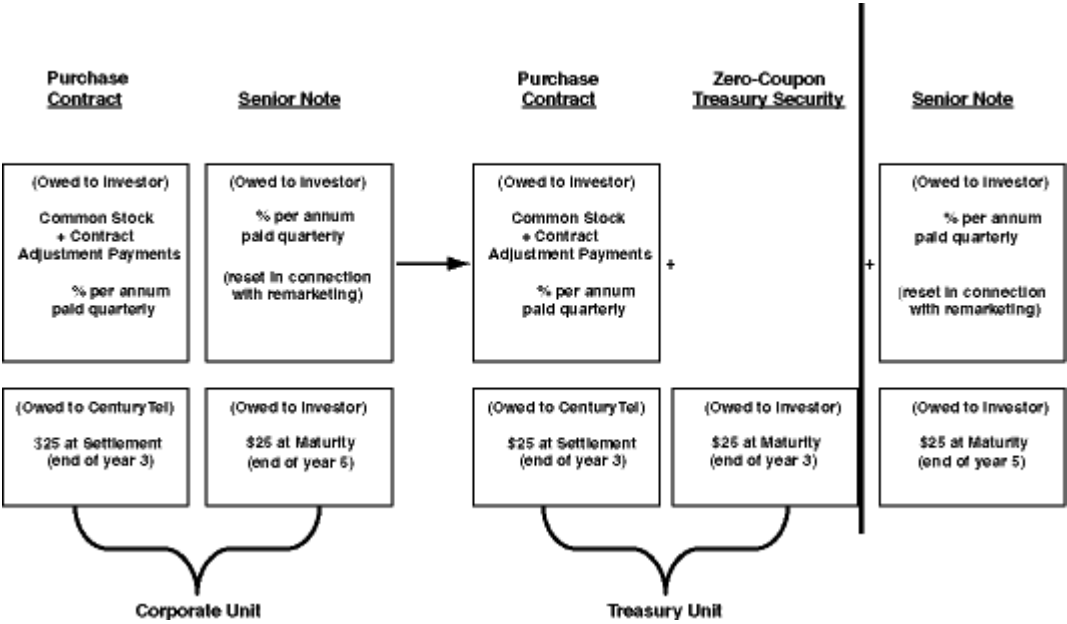 Purchase
Contract
Senior Note
Purchase
Contract
Zero-Coupon
Treasury Security
Senior Note
(Owed to Investor)
Common Stock
+ Contract
Adjustment Payments
% per annum
paid quarterly
(Owed to Investor)
% per annum
paid quarterly
(reset in connection
with remarketing)
(Owed to Investor)
Common Stock
+ Contract
Adjustment Payments
% per annum
paid quarterly
+
+
(Owed to Investor)
% per annum
paid quarterly
(reset in connection
with remarketing)
(Owed to CenturyTel)
$25 at Settlement
(end of year 3)
(Owed to Investor)
$25 at Maturity
(end of year 5)
(Owed to CenturyTel)
$25 at Settlement
(end of year 3)
(Owed to Investor)
$25 at Maturity
(end of year 3)
(Owed to Investor)
$25 at Maturity
(end of year 5)
Corporate Unit
Treasury Unit